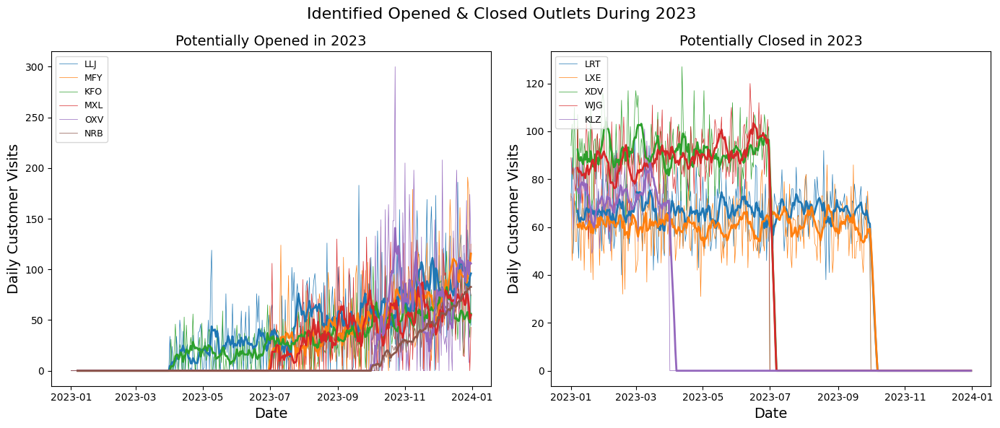 Identified Opened & Closed Outlets During 2023
Potentially Opened in 2023
Daily Customer Visits
300
250
200
150
100
50
0
LLJ
MFY
KFO
MXL
OXV
NRB
2023-01 2023-03 2023-05 2023-07 2023-09 2023-11 2024-01
Date
Potentially Closed in 2023
Daily Customer Visits
120
100
80
60
40
20
0
LRT
LXE
XDV
WJG
KLZ
2023-01 2023-03 2023-05 2023-07 2023-09 2023-11 2024-01
Date